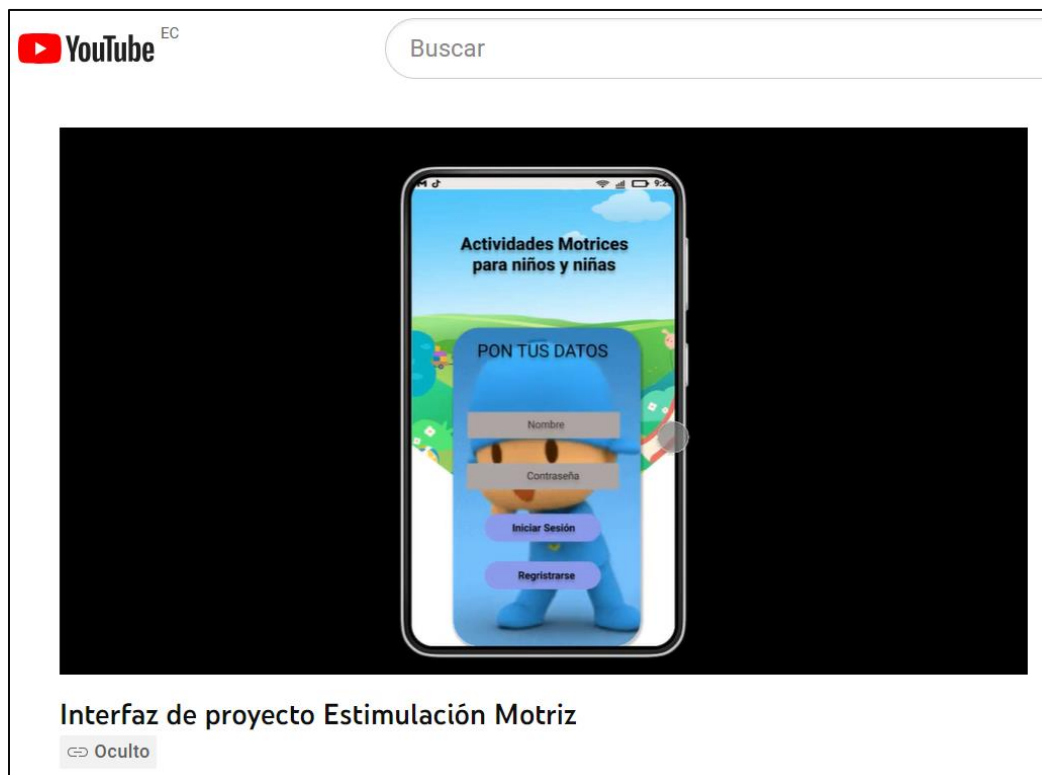 YouTube EC
Buscar
Actividades Motrices
para niños y niñas
PON TUS DATOS
Nombre
Contraseña
Iniciar Sesión
Regristrarse
Interfaz de proyecto Estimulación Motriz
Oculto